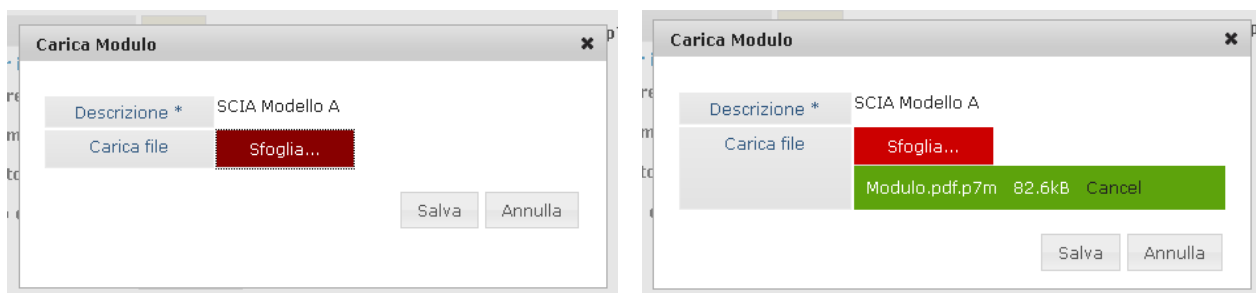 Carica Modulo
Descrizione *
SCIA Modello A
Carica file
Sfoglia...
Salva
Annulla
Carica Modulo
Descrizione *
SCIA Modello A
Carica file
Sfoglia...
Modulo.pdf.p7m 82.6kB Cancel
Salva
Annulla